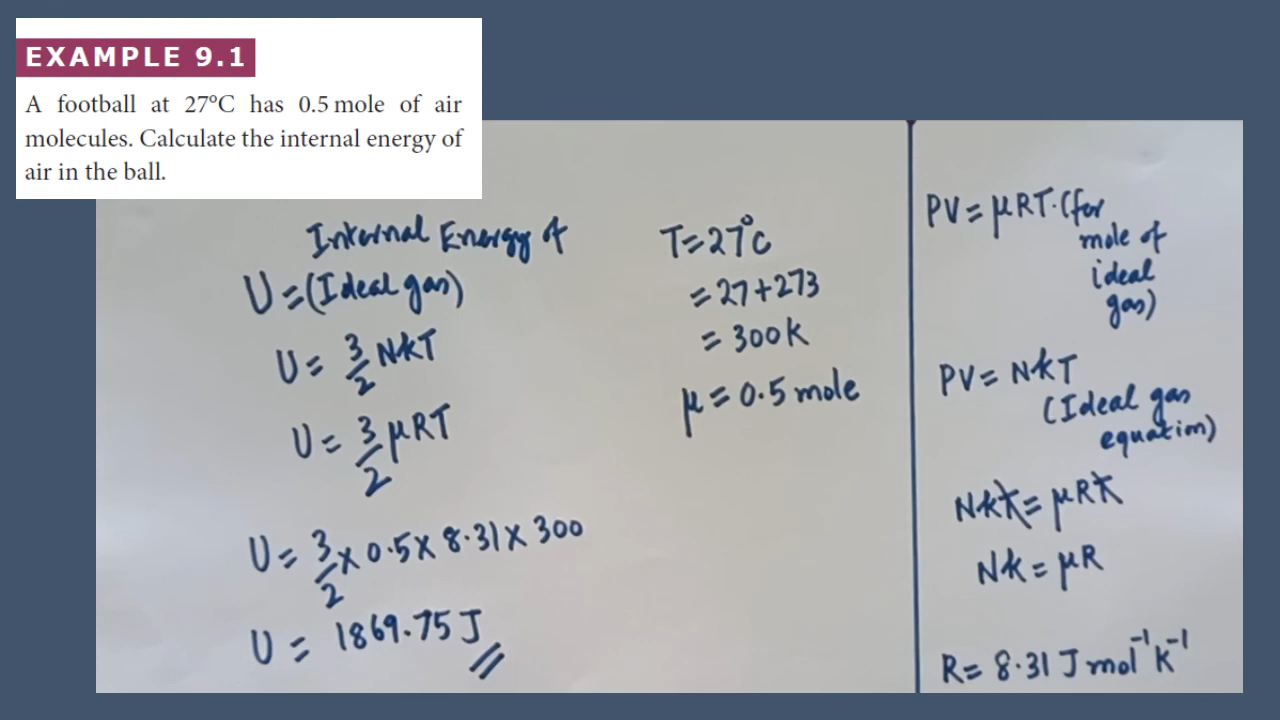 EXAMPLE 9.1
A football at 27°C has 0.5 mole of air
molecules. Calculate the internal energy of
air in the ball.
Internal Energy of
U = (Ideal gas)
U = 3/2 NkT
U = 3/2 μRT
U = 3/2 × 0.5 × 8.31 × 300
U = 1869.75 J
T = 27°C
= 27 + 273
= 300 K
μ = 0.5 mole
PV = μRT. (for
mole of
ideal
gas)
PV = NkT
(Ideal gas
equation)
NkT = μRT
Nk = μR
R = 8.31 J mol⁻¹ K⁻¹